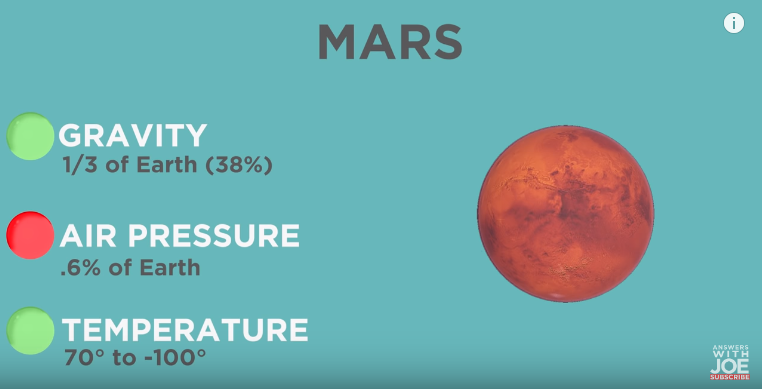 MARS
i
GRAVITY
1/3 of Earth (38%)
AIR PRESSURE
.6% of Earth
TEMPERATURE
70° to -100°
ANSWERS
WITH
JOE
SUBSCRIBE